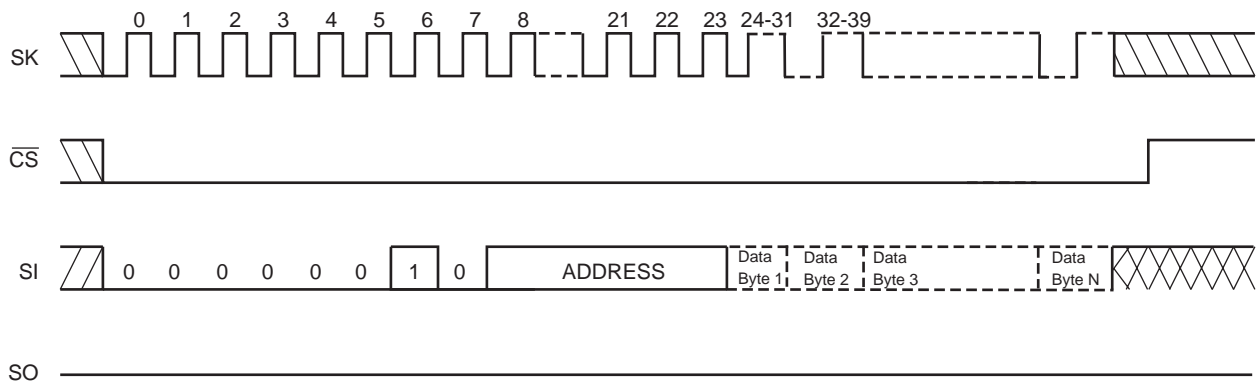 0 1 2 3 4 5 6 7 8 21 22 23 24-31 32-39
SK
CS
SI 0 0 0 0 0 0 1 0 ADDRESS Data Byte 1 Data Byte 2 Data Byte 3 Data Byte N
SO